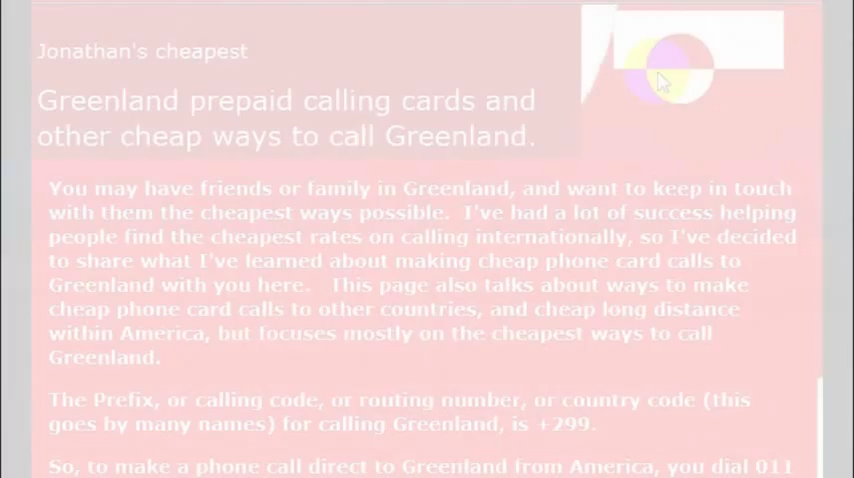 Jonathan's cheapest
Greenland prepaid calling cards and
other cheap ways to call Greenland.
You may have friends or family in Greenland, and want to keep in touch
with them the cheapest ways possible.  I've had a lot of success helping
people find the cheapest rates on calling internationally, so I've decided
to share what I've learned about making cheap phone card calls to
Greenland with you here.   This page also talks about ways to make
cheap phone card calls to other countries, and cheap long distance
within America, but focuses mostly on the cheapest ways to call
Greenland.
The Prefix, or calling code, or routing number, or country code (this
goes by many names) for calling Greenland, is +299.
So, to make a phone call direct to Greenland from America, you dial 011